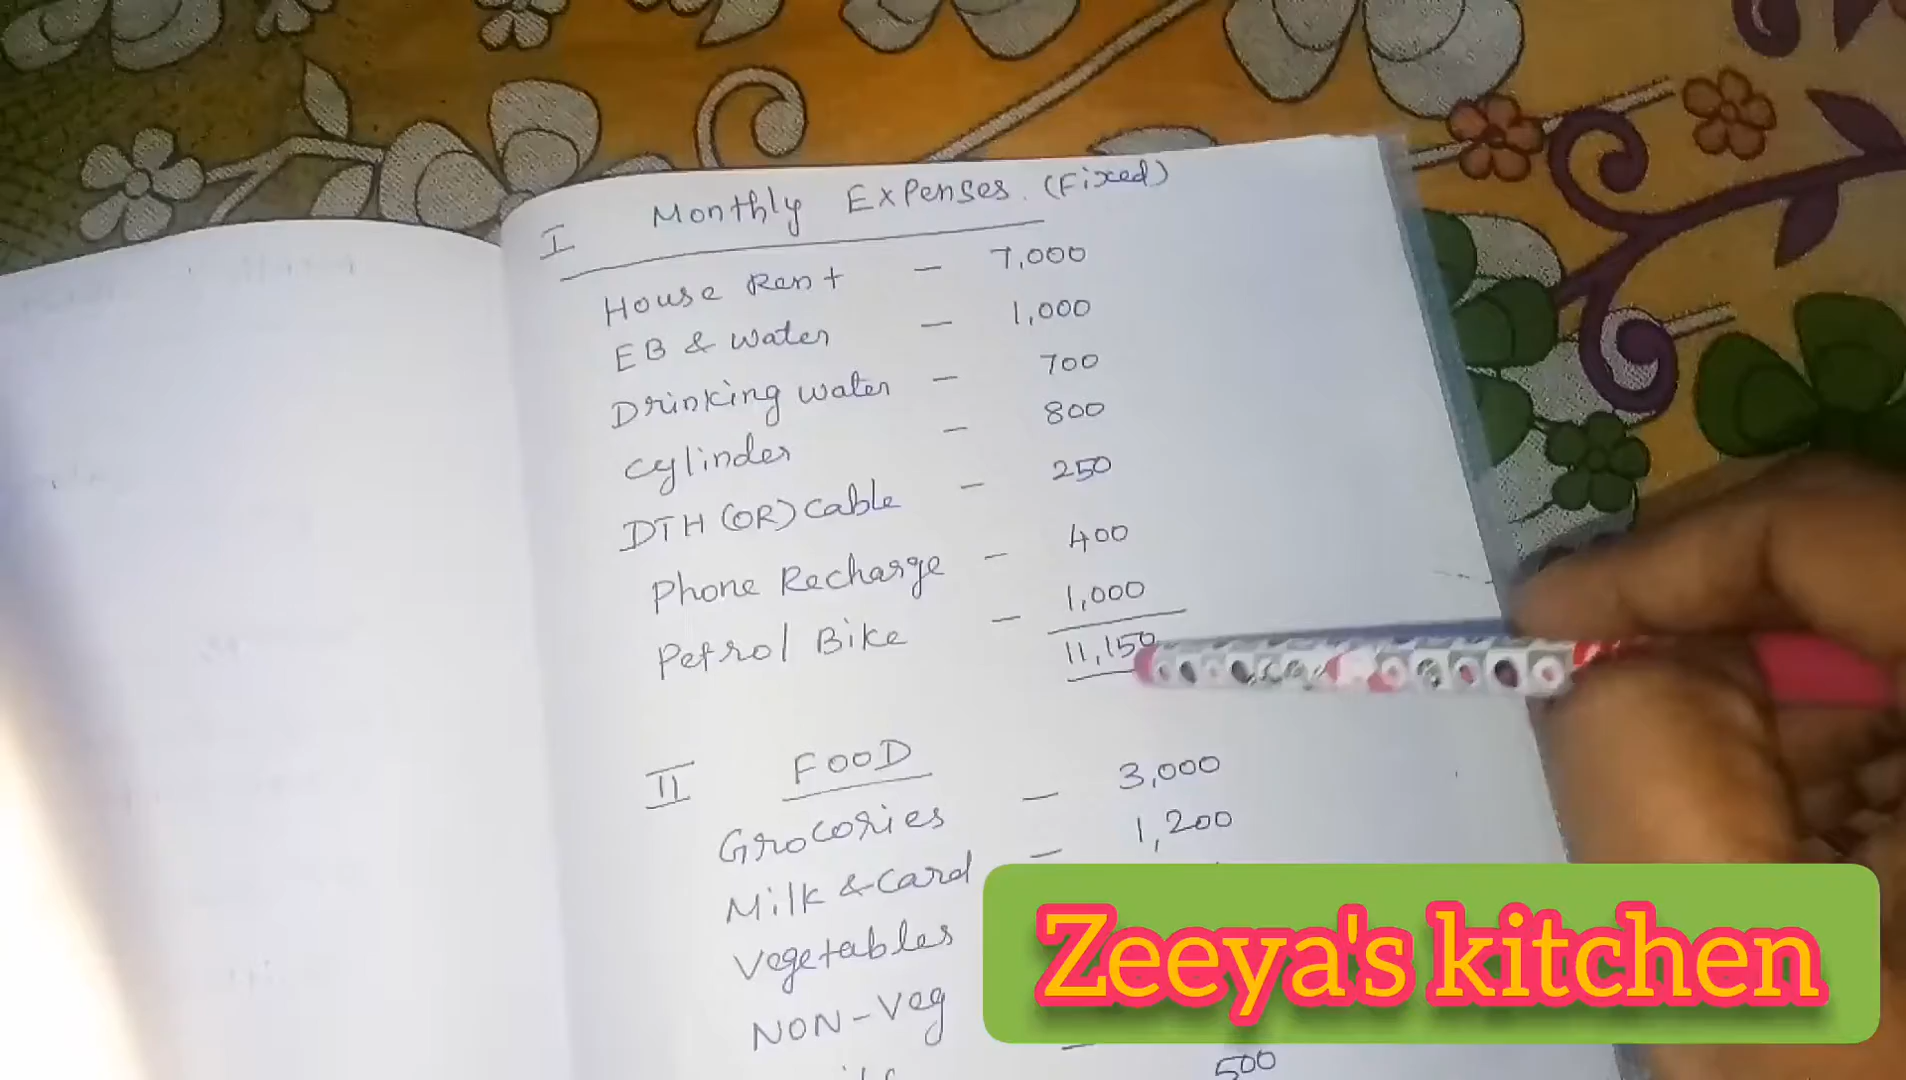 I Monthly Expenses. (Fixed)
House Rent – 7,000
EB & Water – 1,000
Drinking water – 700
Cylinder – 800
DTH (OR) Cable – 250
Phone Recharge – 400
Petrol Bike – 1,000
11,150
II FOOD
Grocories – 3,000
Milk & Card – 1,200
Vegetables
NON-Veg –
500
Zeeya's kitchen